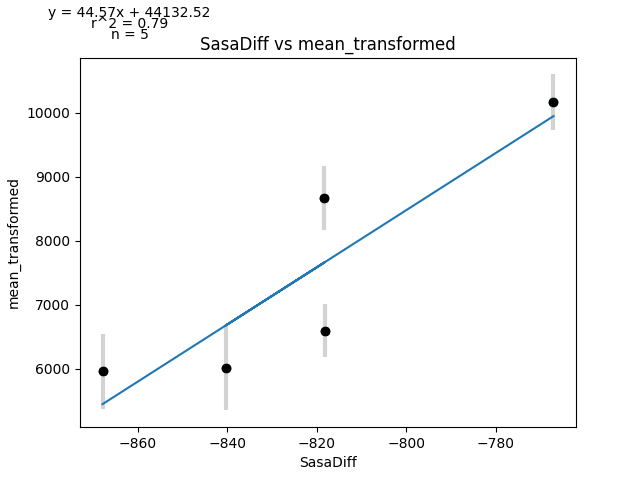 y = 44.57x + 44132.52
r^2 = 0.79
n = 5
SasaDiff vs mean_transformed
10000
9000
8000
7000
6000
mean_transformed
−860
−840
−820
−800
−780
SasaDiff